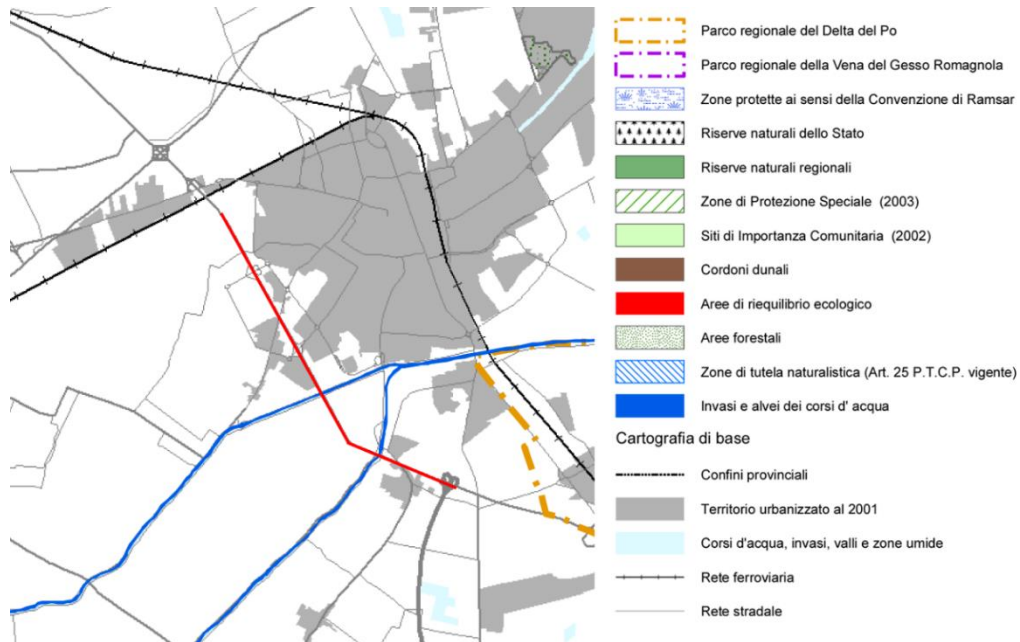 Parco regionale del Delta del Po
Parco regionale della Vena del Gesso Romagnola
Zone protette ai sensi della Convenzione di Ramsar
Riserve naturali dello Stato
Riserve naturali regionali
Zone di Protezione Speciale (2003)
Siti di Importanza Comunitaria (2002)
Cordoni dunali
Aree di riequilibrio ecologico
Aree forestali
Zone di tutela naturalistica (Art. 25 P.T.C.P. vigente)
Invasi e alvei dei corsi d' acqua
Cartografia di base
Confini provinciali
Territorio urbanizzato al 2001
Corsi d'acqua, invasi, valli e zone umide
Rete ferroviaria
Rete stradale